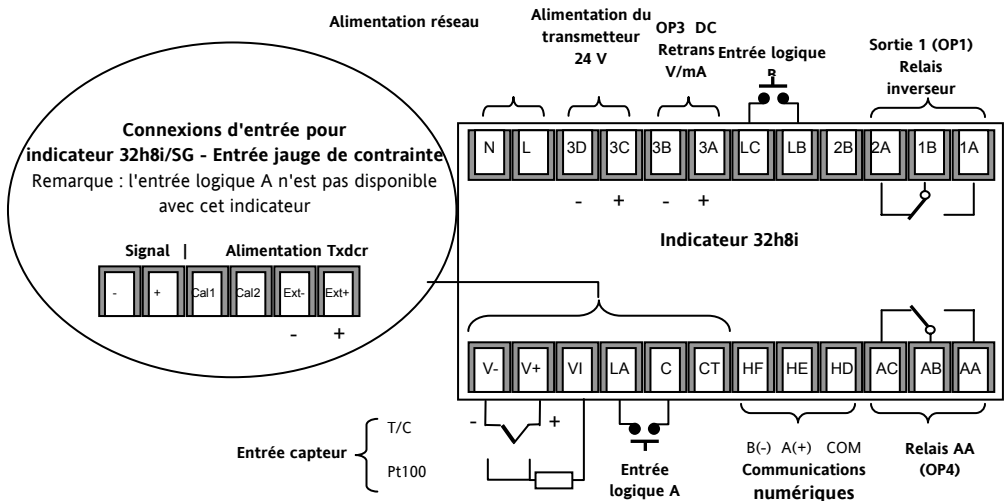 Alimentation réseau
Alimentation du
transmetteur
24 V
OP3 DC
Retrans
V/mA
Entrée logique
B
Sortie 1 (OP1)
Relais
inverseur
N L 3D 3C 3B 3A LC LB 2B 2A 1B 1A
- + - +
Indicateur 32h8i
Connexions d'entrée pour
indicateur 32h8i/SG - Entrée jauge de contrainte
Remarque : l'entrée logique A n'est pas disponible
avec cet indicateur
Signal | Alimentation Txdcr
- + Cal1 Cal2 Ext- Ext+
- +
V- V+ VI LA C CT HF HE HD AC AB AA
Entrée capteur
T/C
Pt100
- +
Entrée
logique A
B(-) A(+) COM
Communications
numériques
Relais AA
(OP4)